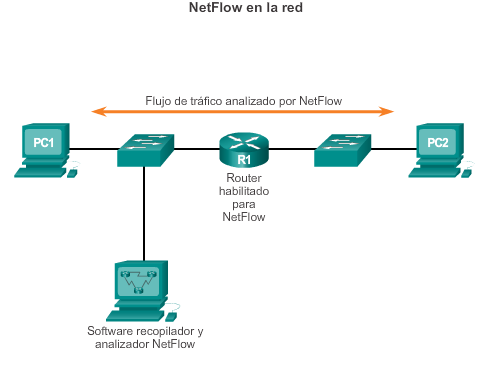 NetFlow en la red
Flujo de tráfico analizado por NetFlow
PC1
R1
PC2
Router
habilitado
para
NetFlow
Software recopilador y
analizador NetFlow